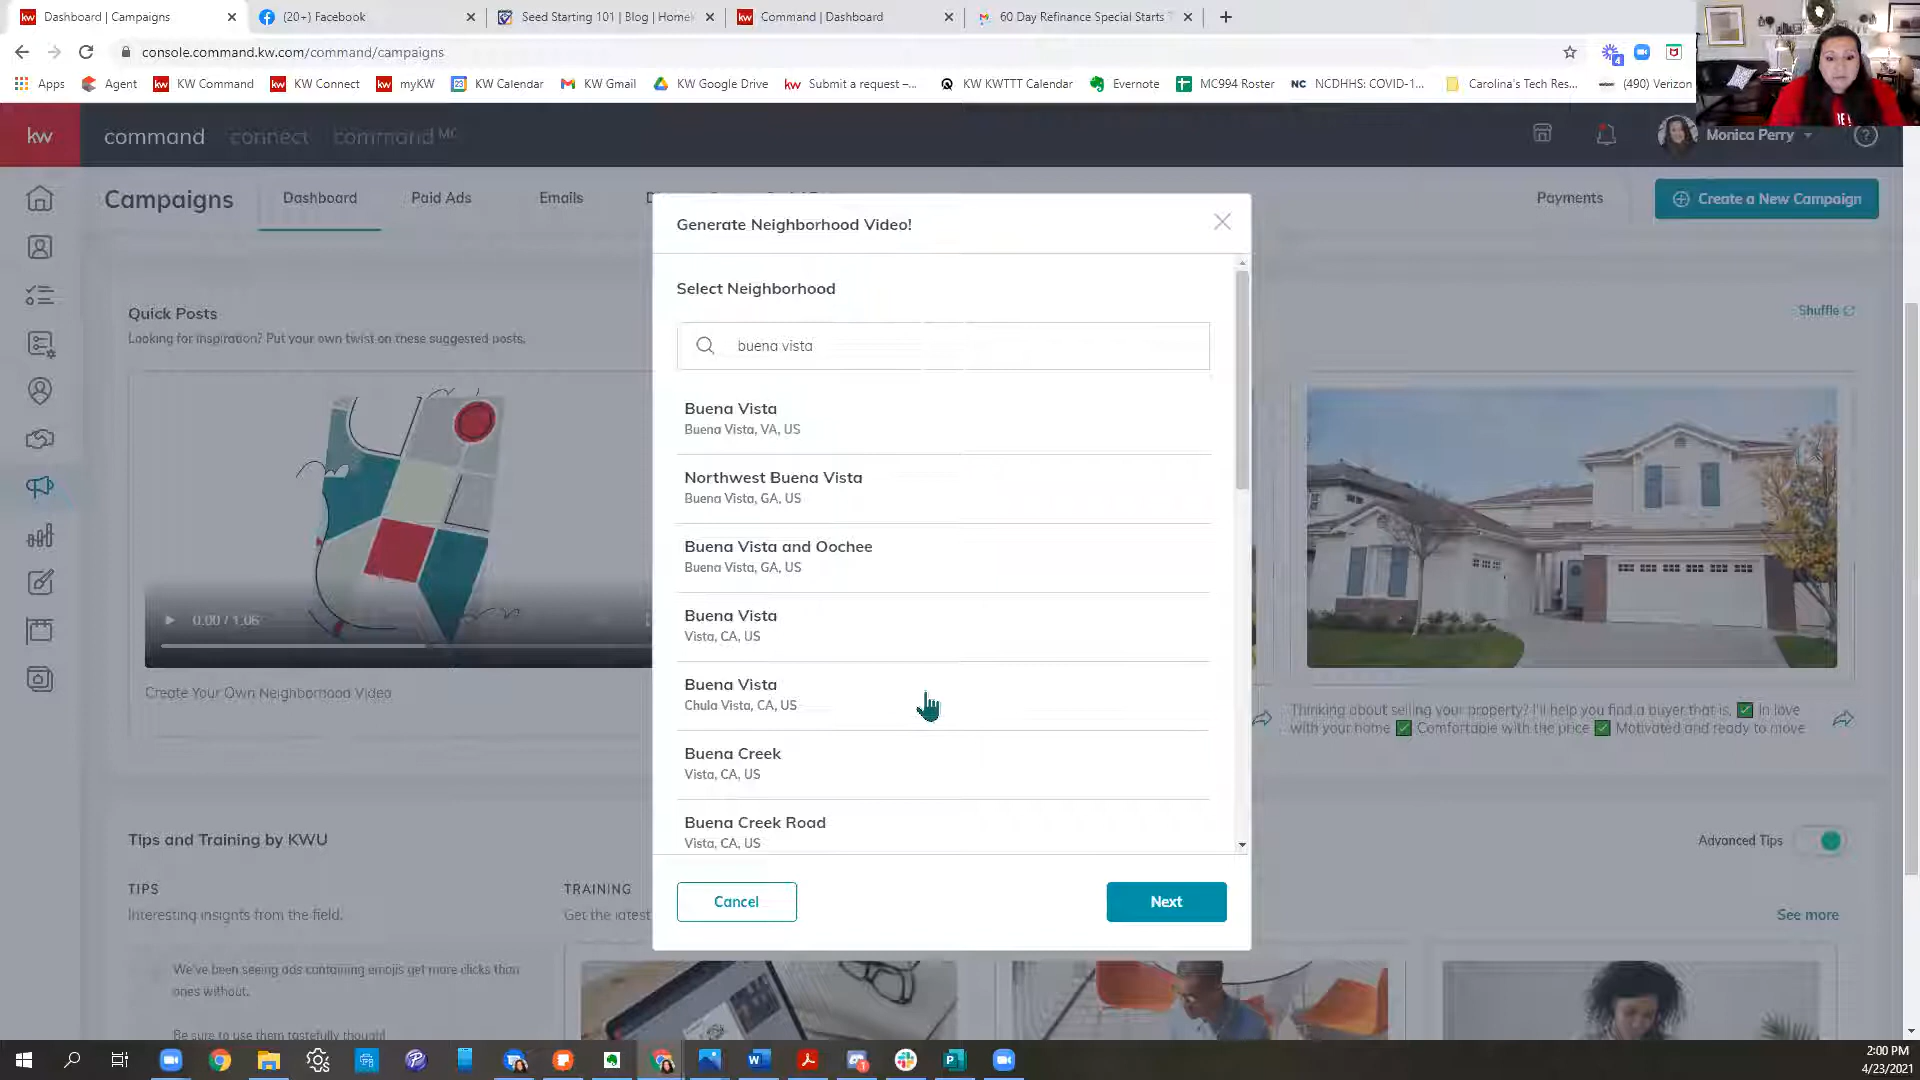 Dashboard | Campaigns
(20+) Facebook
Seed Starting 101 | Blog | Home
Command | Dashboard
60 Day Refinance Special Starts
console.command.kw.com/command/campaigns
Apps
Agent
KW Command
KW Connect
myKW
KW Calendar
KW Gmail
KW Google Drive
Submit a request –...
KW KWTTT Calendar
Evernote
MC994 Roster
NCDHHS: COVID-1...
Carolina's Tech Res...
(490) Verizon
kw
command
connect
command MC
Monica Perry
Campaigns
Dashboard
Paid Ads
Emails
Payments
Create a New Campaign
Generate Neighborhood Video!
Select Neighborhood
buena vista
Buena Vista
Buena Vista, VA, US
Northwest Buena Vista
Buena Vista, GA, US
Buena Vista and Oochee
Buena Vista, GA, US
Buena Vista
Vista, CA, US
Buena Vista
Chula Vista, CA, US
Buena Creek
Vista, CA, US
Buena Creek Road
Vista, CA, US
Cancel
Next
Quick Posts
Looking for inspiration? Put your own twist on these suggested posts.
Shuffle
0:00 / 1:06
Create Your Own Neighborhood Video
Thinking about selling your property? I'll help you find a buyer that is, ✅ In love
with your home ✅ Comfortable with the price ✅ Motivated and ready to move
Tips and Training by KWU
Advanced Tips
TIPS
Interesting insights from the field.
TRAINING
Get the latest
See more
We've been seeing ads containing emojis get more clicks than
ones without.
Be sure to use them tastefully though!
2:00 PM
4/23/2021